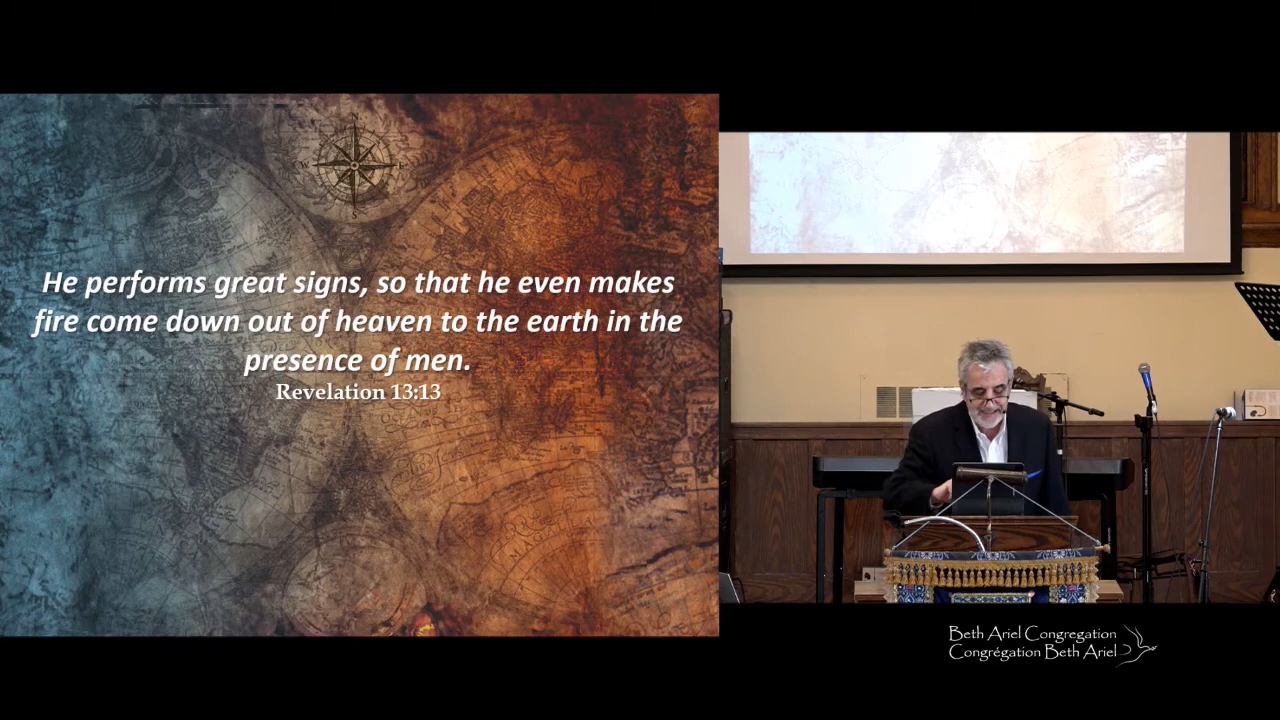 N
W
E
S
He performs great signs, so that he even makes
fire come down out of heaven to the earth in the
presence of men.
Revelation 13:13
Beth Ariel Congregation
Congrégation Beth Ariel